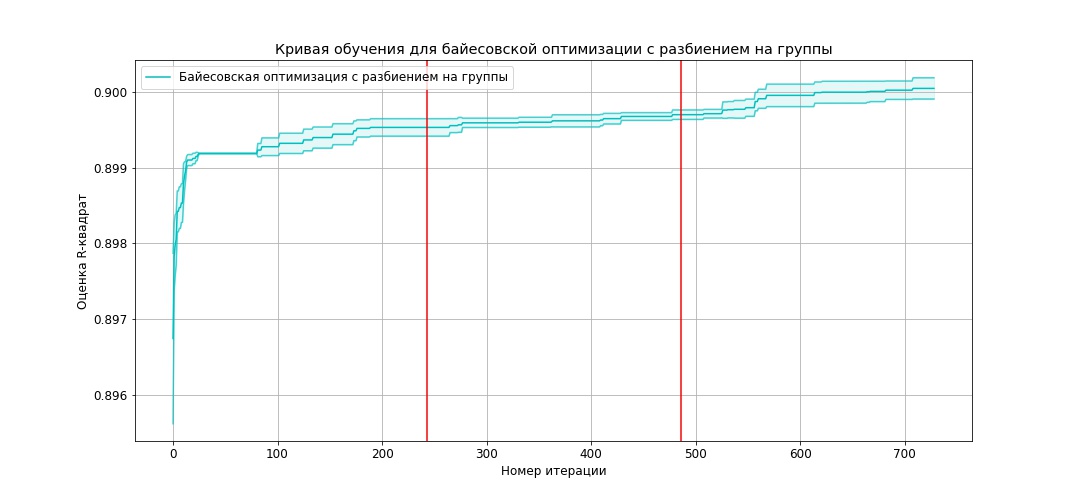 Кривая обучения для байесовской оптимизации с разбиением на группы
Байесовская оптимизация с разбиением на группы
0.900
0.899
0.898
0.897
0.896
Оценка R-квадрат
0 100 200 300 400 500 600 700
Номер итерации